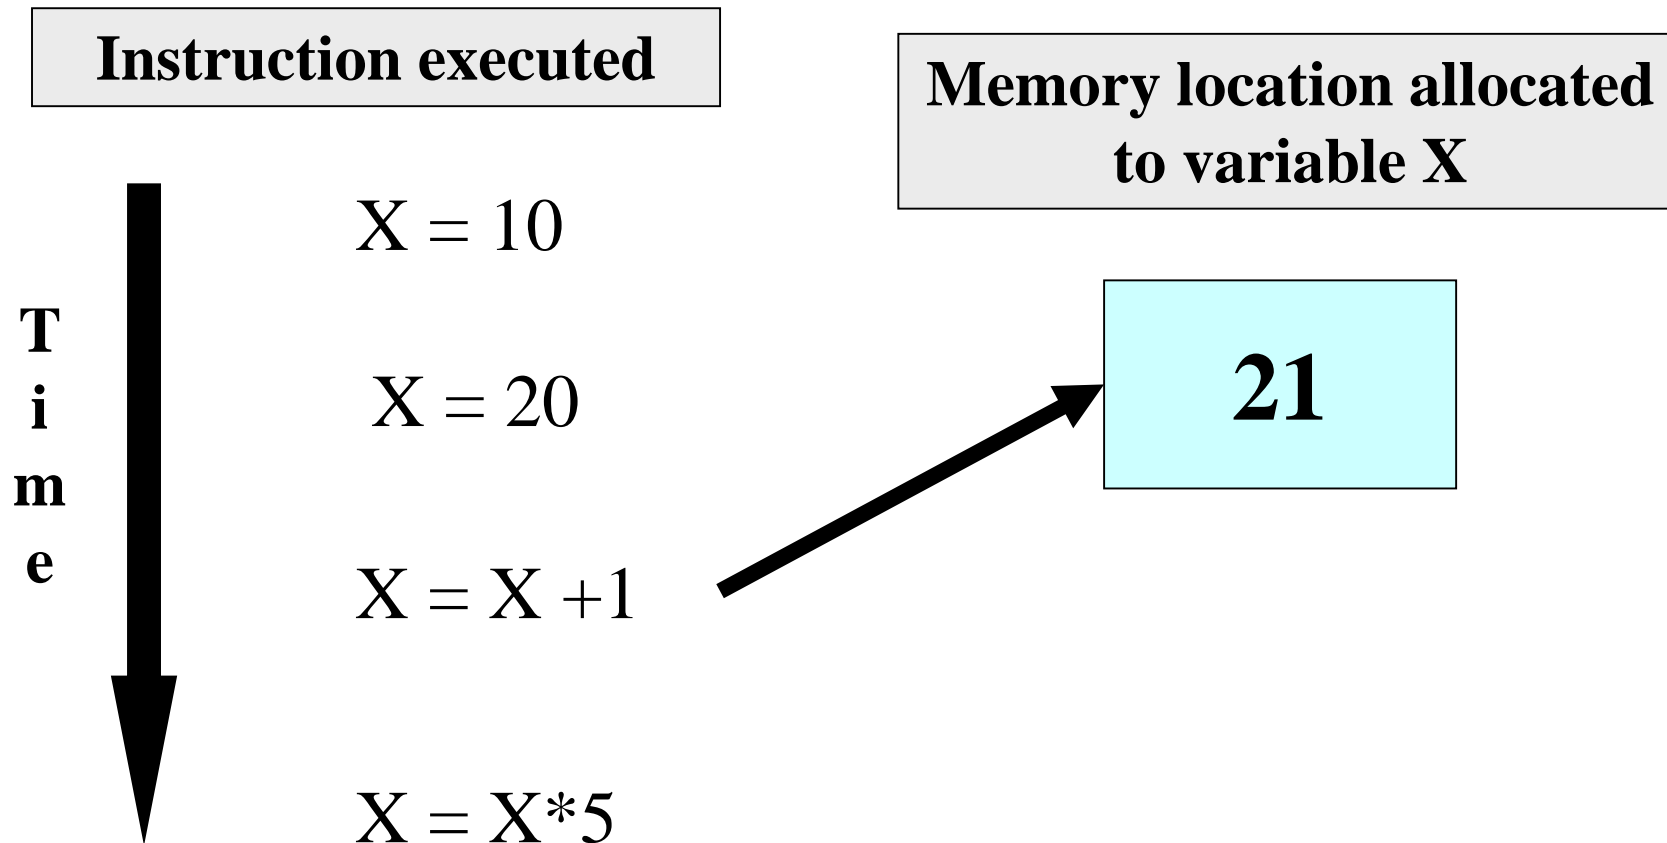 Instruction executed
Memory location allocated
to variable X
X = 10
X = 20
X = X +1
X = X*5
T
i
m
e
21